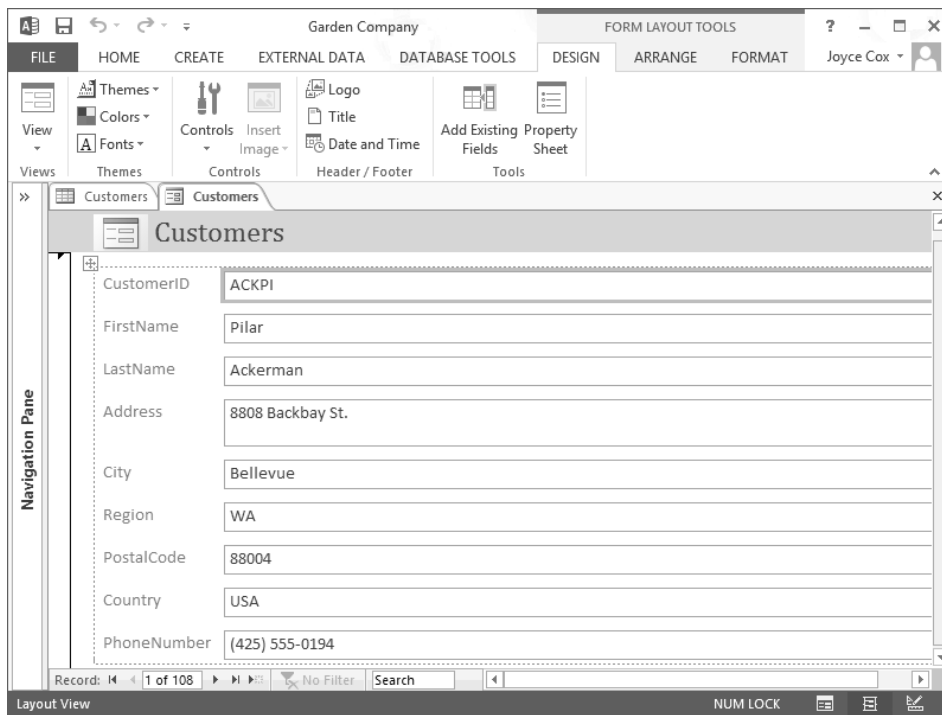 Garden Company FORM LAYOUT TOOLS ?
FILE HOME CREATE EXTERNAL DATA DATABASE TOOLS DESIGN ARRANGE FORMAT Joyce Cox
View
Views
Themes
Colors
A Fonts
Themes
Controls
Insert Image
Controls
Logo
Title
Date and Time
Header / Footer
Add Existing Fields
Property Sheet
Tools
Navigation Pane
Customers Customers
Customers
CustomerID ACKPI
FirstName Pilar
LastName Ackerman
Address 8808 Backbay St.
City Bellevue
Region WA
PostalCode 88004
Country USA
PhoneNumber (425) 555-0194
Record: 1 of 108 No Filter Search
Layout View NUM LOCK